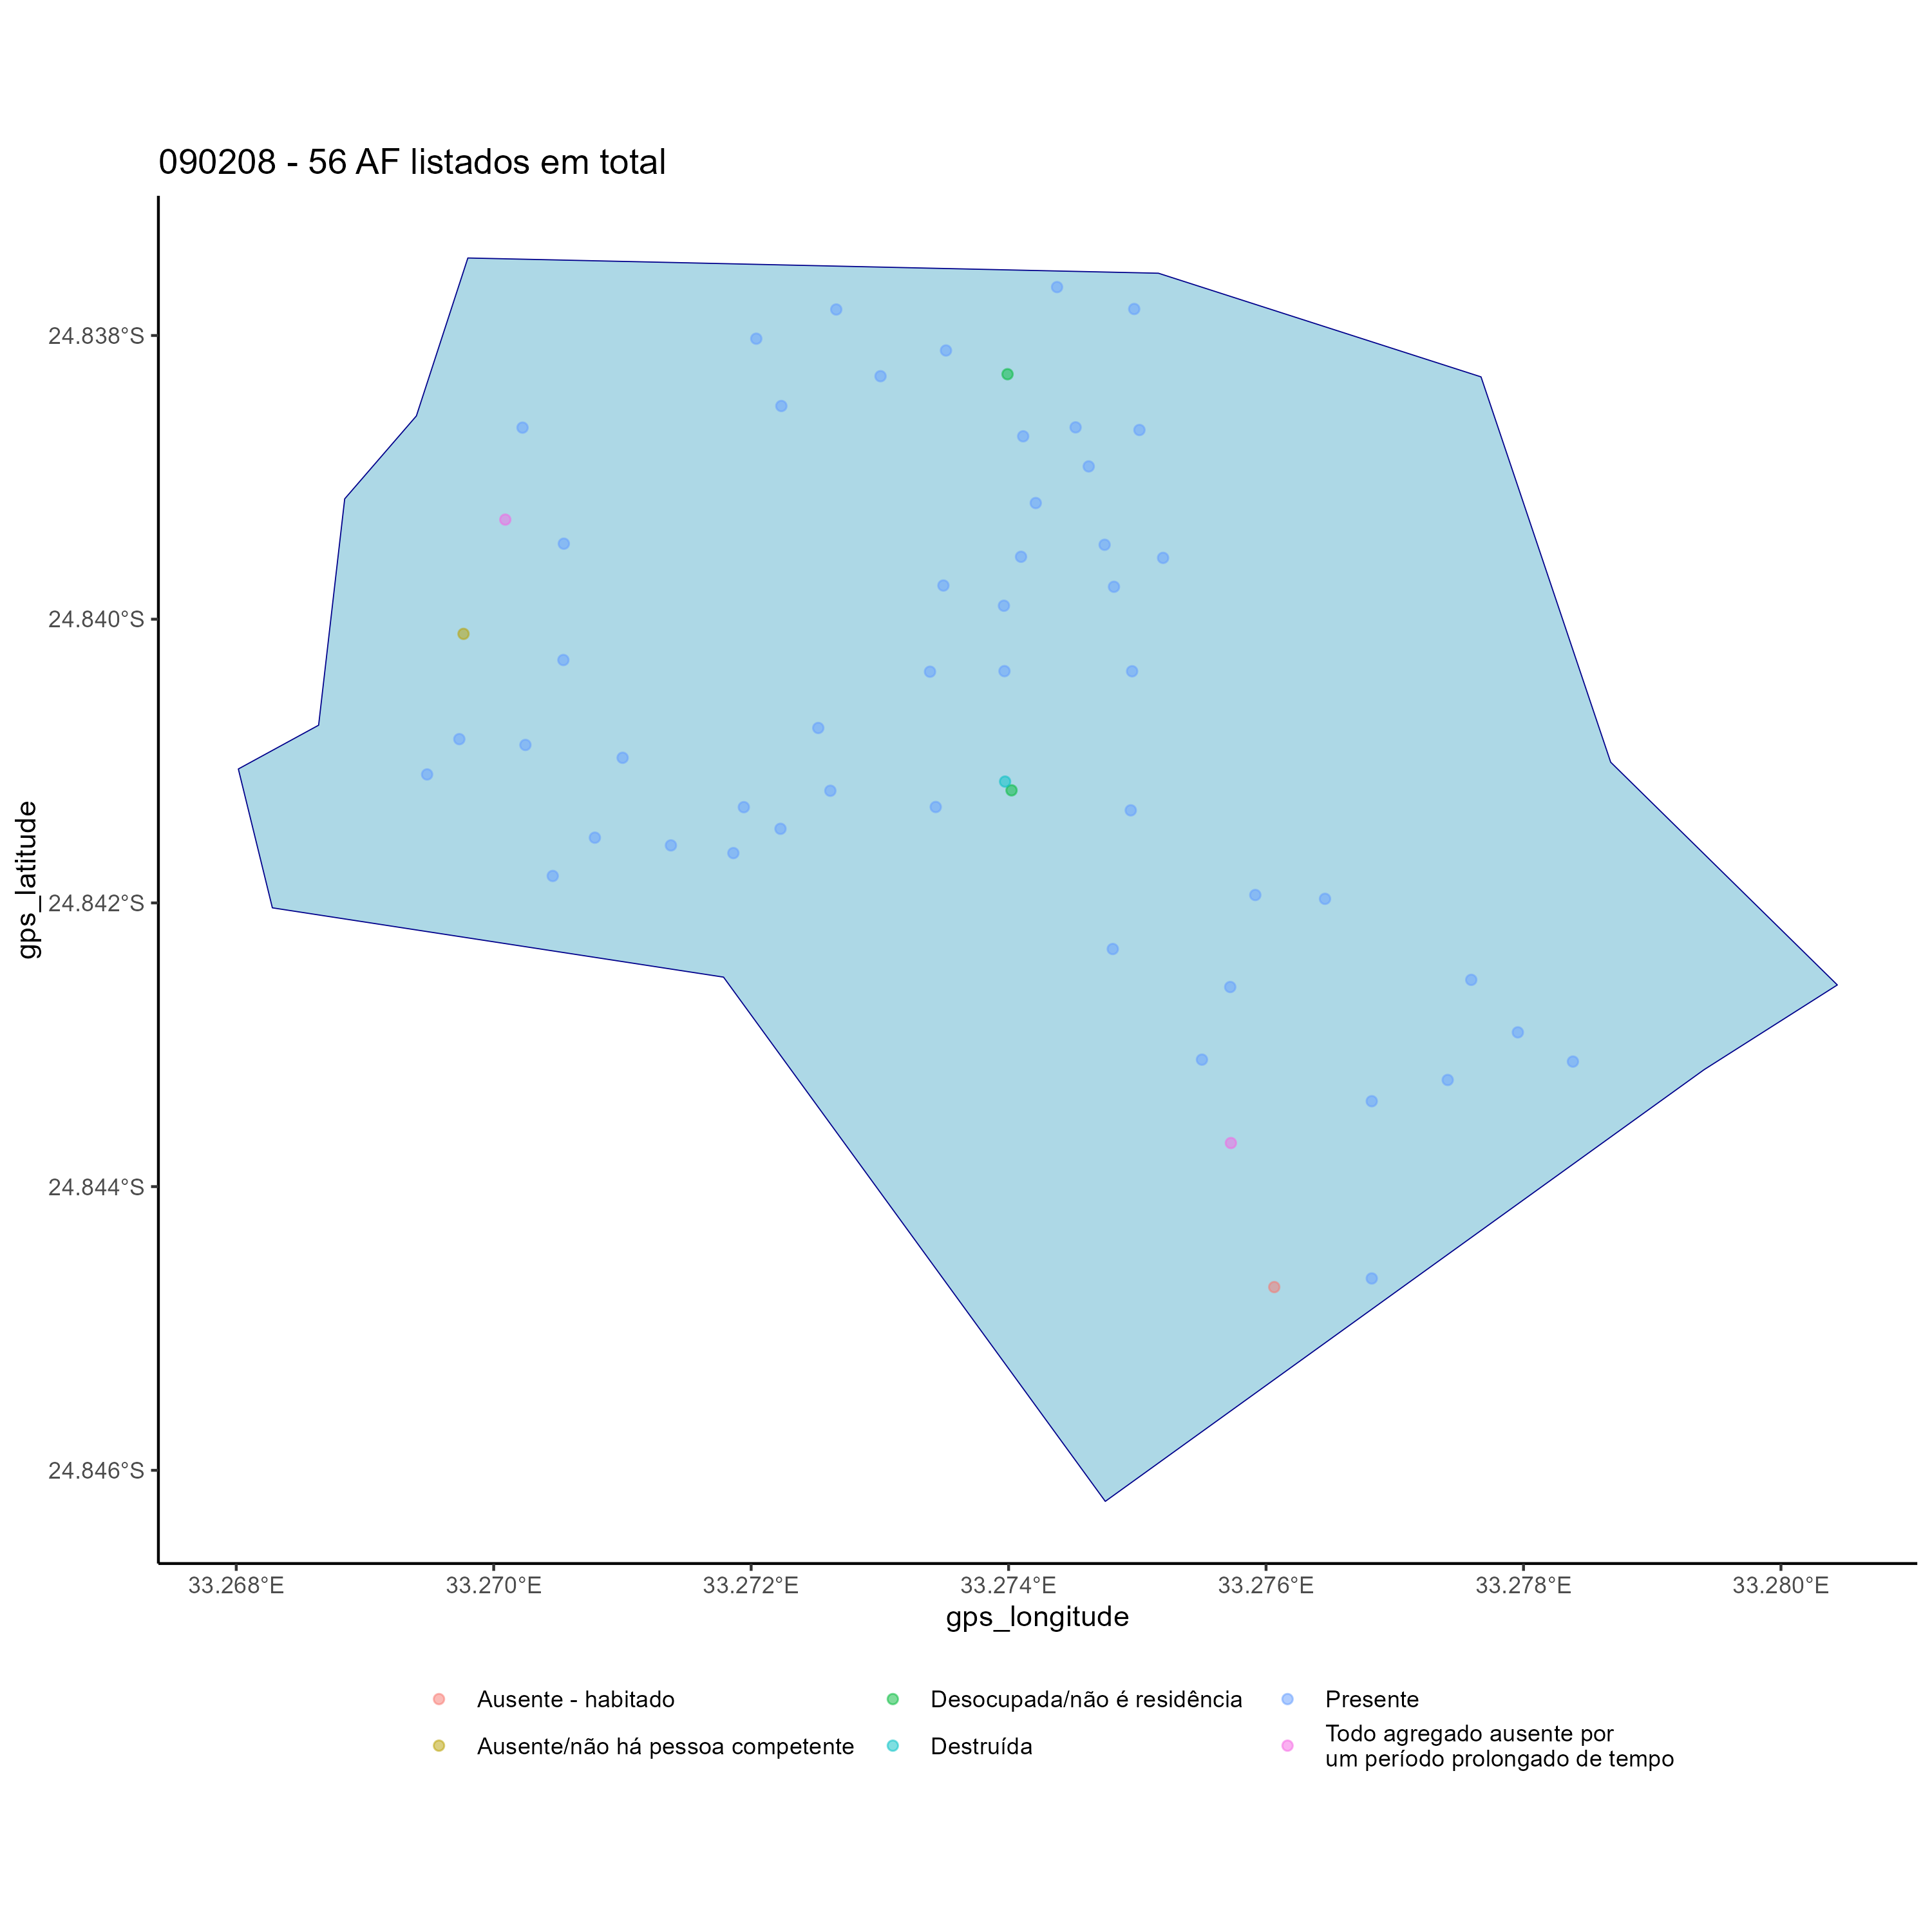 090208 - 56 AF listados em total
24.838°S
24.840°S
24.842°S
24.844°S
24.846°S
gps_latitude
33.268°E
33.270°E
33.272°E
33.274°E
33.276°E
33.278°E
33.280°E
gps_longitude
Ausente - habitado
Ausente/não há pessoa competente
Desocupada/não é residência
Destruída
Presente
Todo agregado ausente por
um período prolongado de tempo